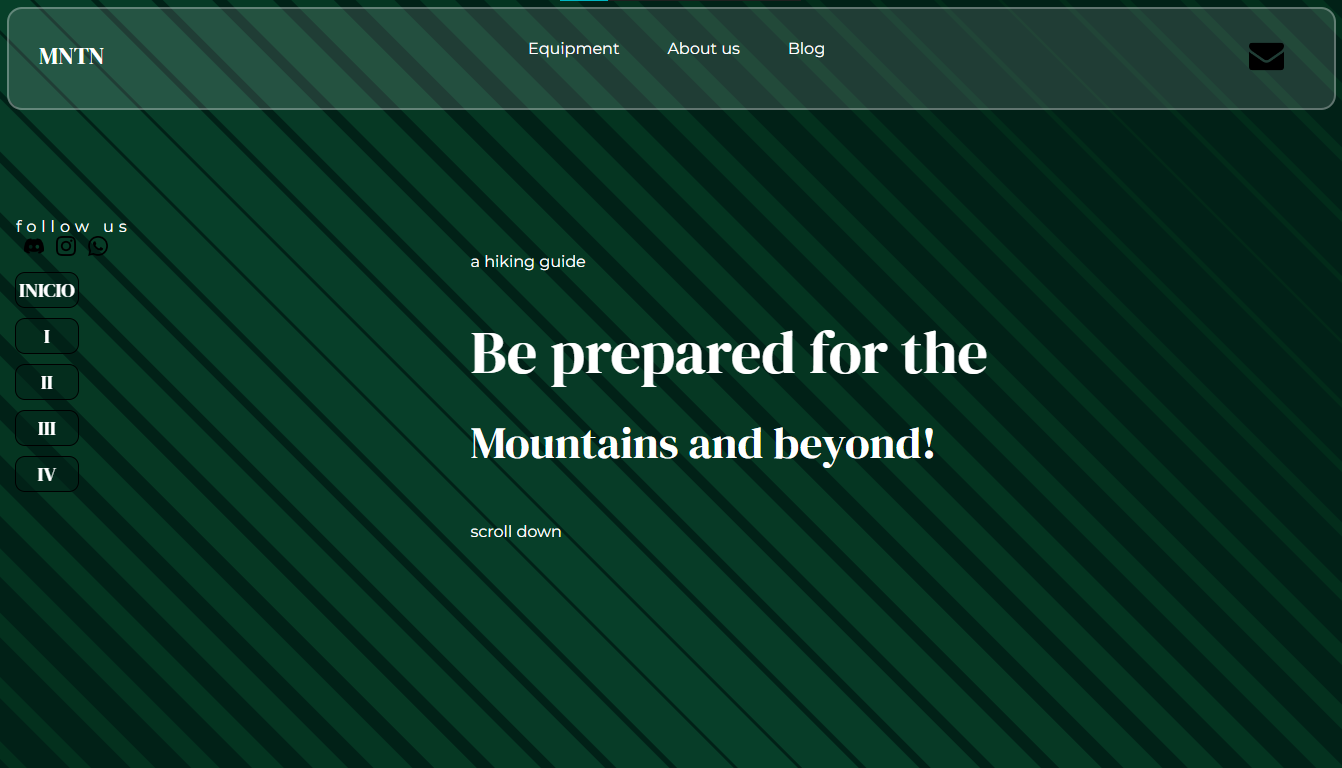 MNTN
Equipment
About us
Blog
follow us
INICIO
I
II
III
IV
a hiking guide
Be prepared for the
Mountains and beyond!
scroll down